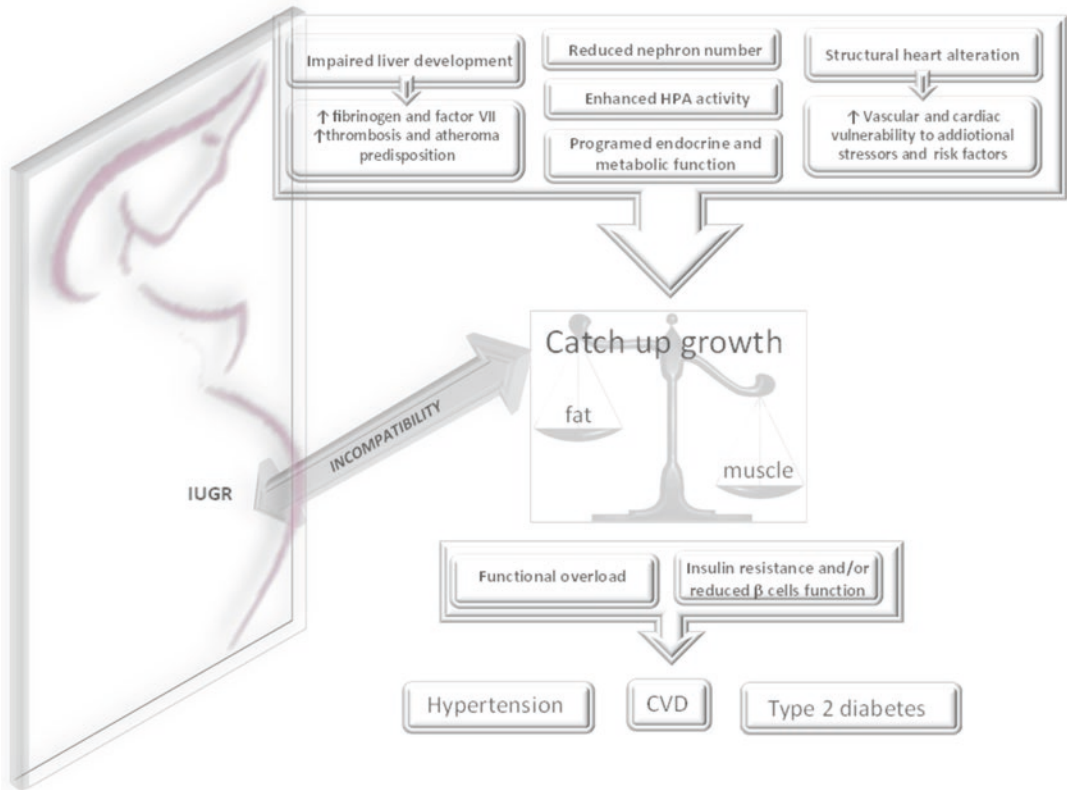 Impaired liver development
↑ fibrinogen and factor VII
↑thrombosis and atheroma
predisposition
Reduced nephron number
Enhanced HPA activity
Programed endocrine and
metabolic function
Structural heart alteration
↑ Vascular and cardiac
vulnerability to addiotional
stressors and risk factors
Catch up growth
fat
muscle
INCOMPATIBILITY
IUGR
Functional overload
Insulin resistance and/or
reduced β cells function
Hypertension
CVD
Type 2 diabetes